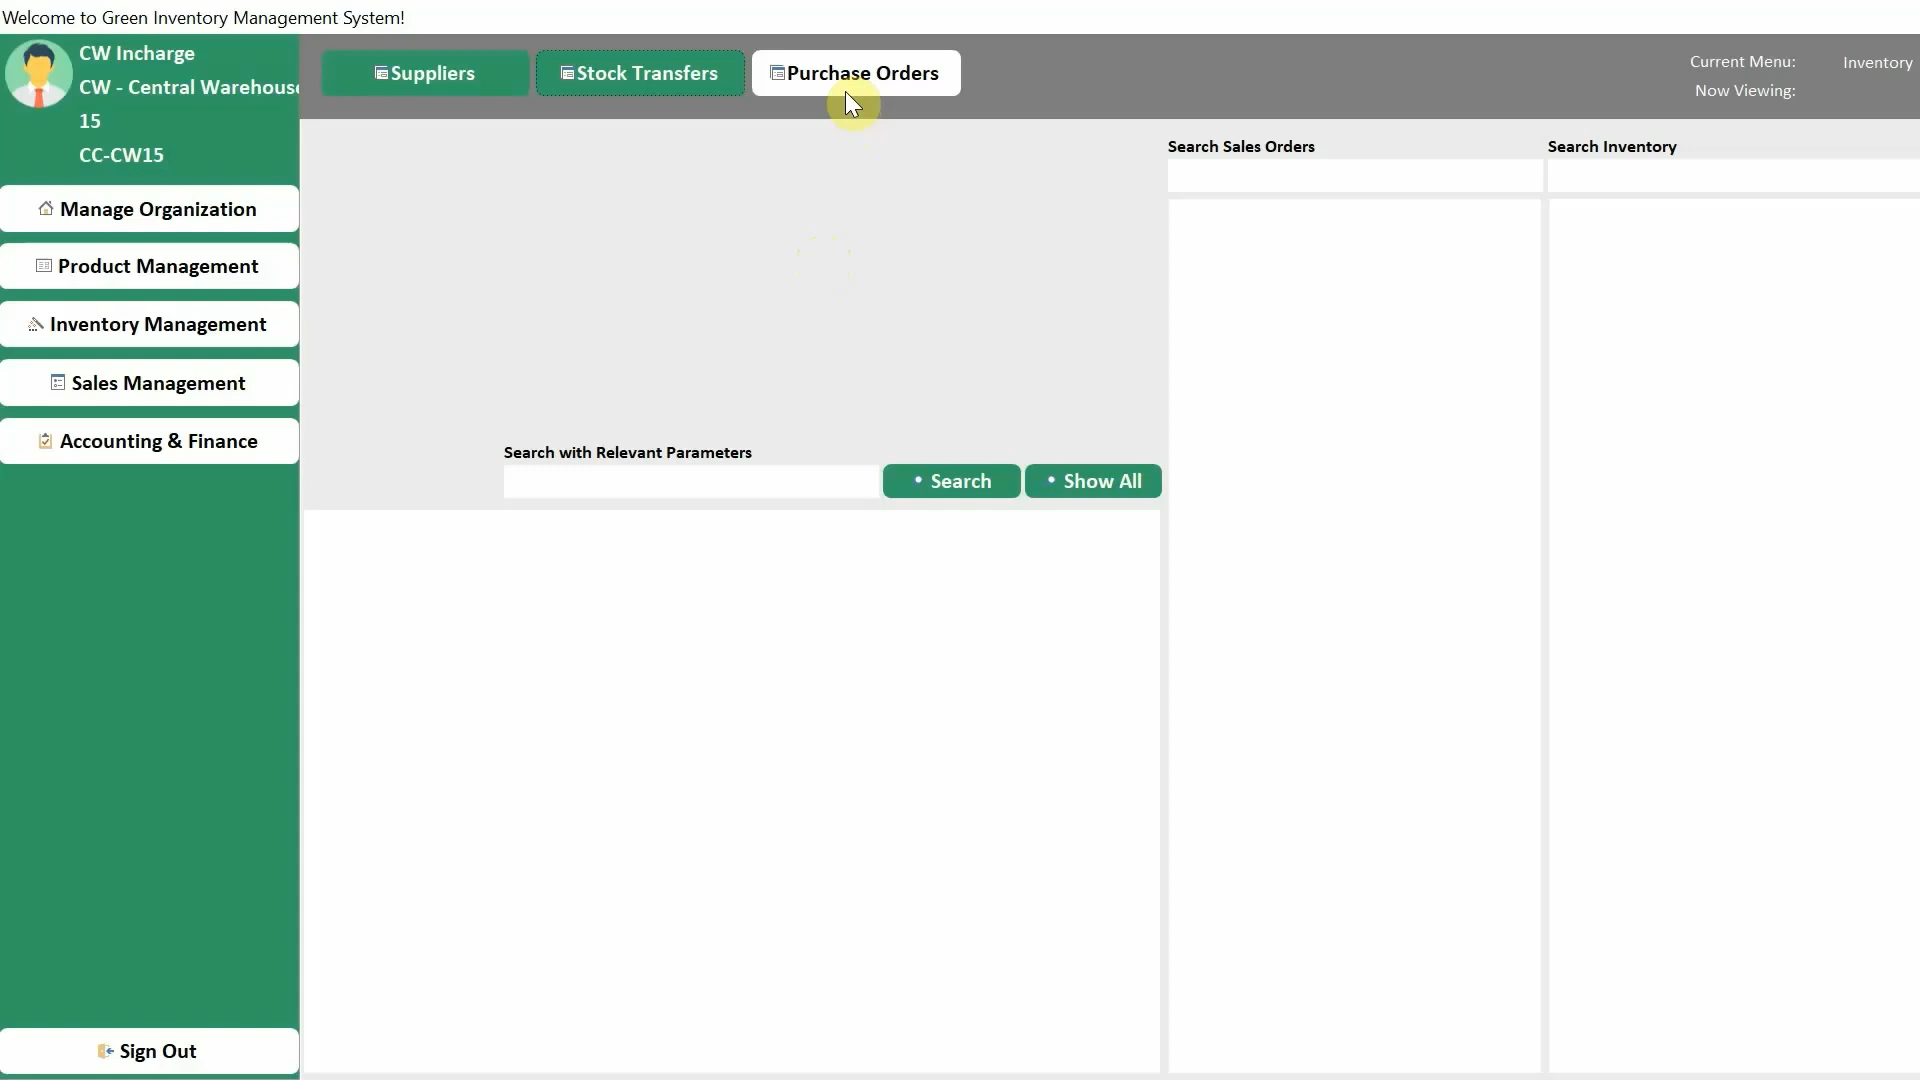 Welcome to Green Inventory Management System!
CW Incharge
CW - Central Warehouse
15
CC-CW15
Suppliers
Stock Transfers
Purchase Orders
Current Menu: Inventory
Now Viewing:
Manage Organization
Product Management
Inventory Management
Sales Management
Accounting & Finance
Sign Out
Search Sales Orders
Search Inventory
Search with Relevant Parameters
Search
Show All